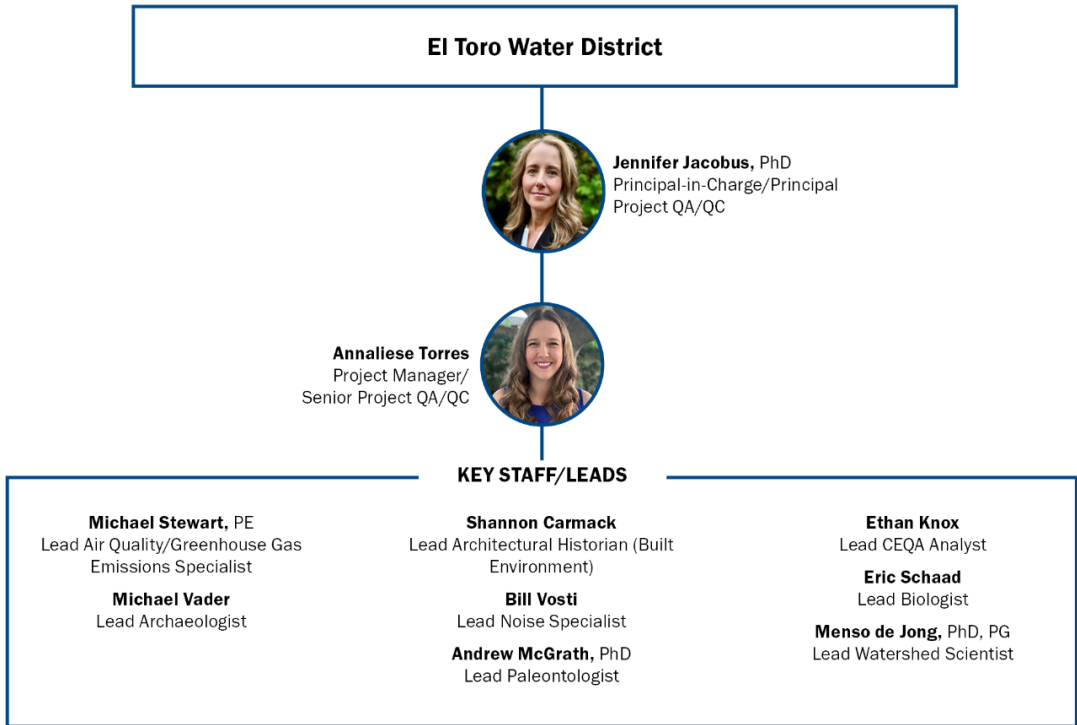 El Toro Water District
Jennifer Jacobus, PhD
Principal-in-Charge/Principal
Project QA/QC
Annaliese Torres
Project Manager/
Senior Project QA/QC
KEY STAFF/LEADS
Michael Stewart, PE
Lead Air Quality/Greenhouse Gas
Emissions Specialist
Michael Vader
Lead Archaeologist
Shannon Carmack
Lead Architectural Historian (Built
Environment)
Bill Vosti
Lead Noise Specialist
Andrew McGrath, PhD
Lead Paleontologist
Ethan Knox
Lead CEQA Analyst
Eric Schaad
Lead Biologist
Menso de Jong, PhD, PG
Lead Watershed Scientist